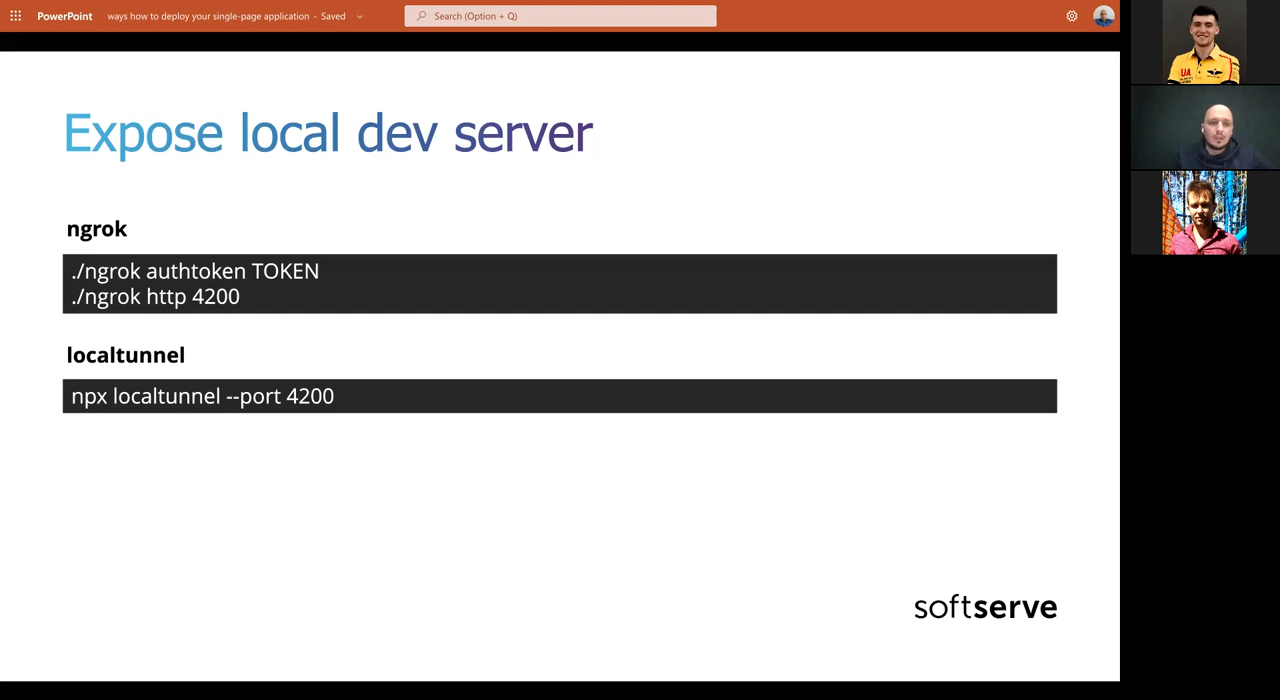 PowerPoint
ways how to deploy your single-page application - Saved
Search (Option + Q)
Expose local dev server
ngrok
./ngrok authtoken TOKEN
./ngrok http 4200
localtunnel
npx localtunnel --port 4200
softserve
UA